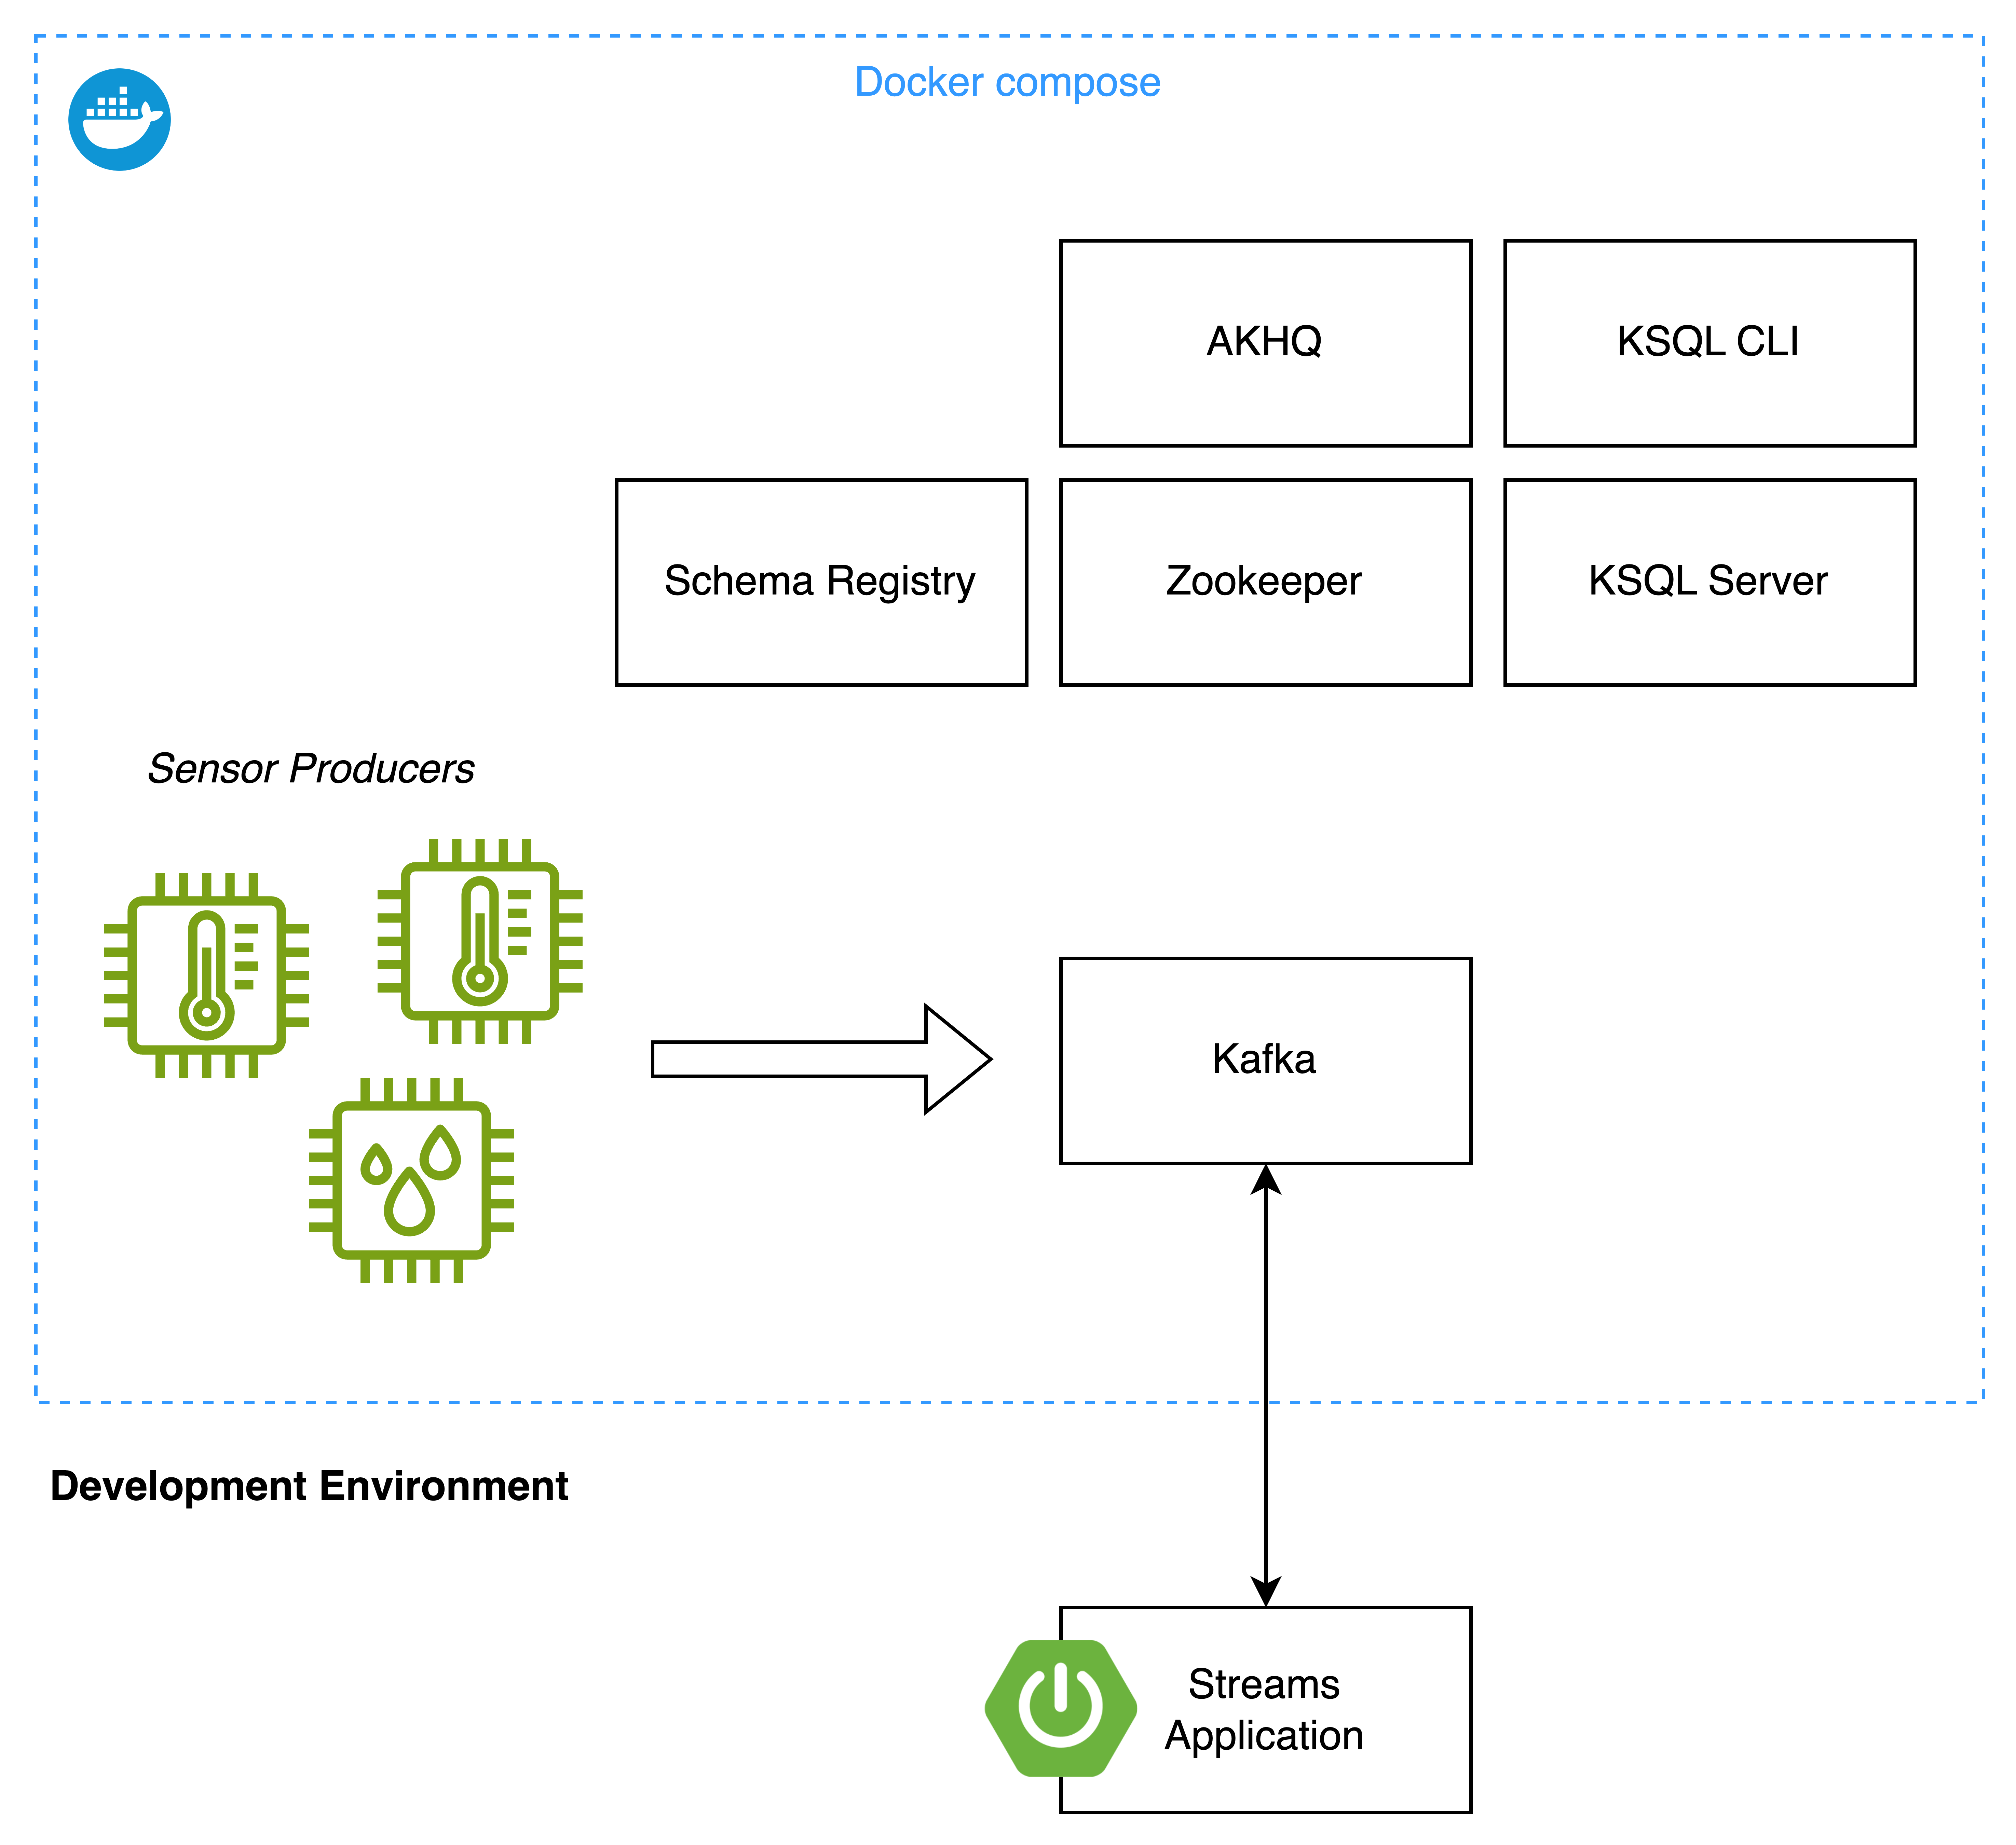 Docker compose
AKHQ
KSQL CLI
Schema Registry
Zookeeper
KSQL Server
Sensor Producers
Kafka
Development Environment
Streams
Application